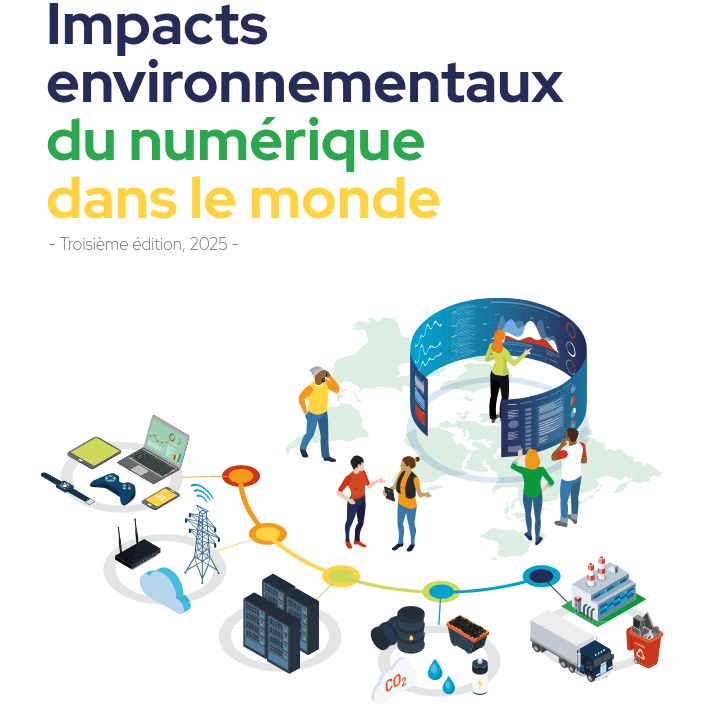 Impacts
environnementaux
du numérique
dans le monde
- Troisième édition, 2025 -
CO2